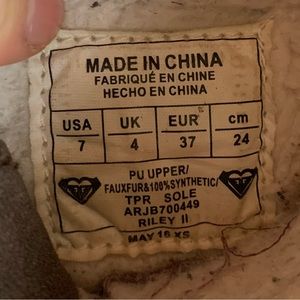 MADE IN CHINA
FABRIQUÉ EN CHINE
HECHO EN CHINA
USA UK EUR cm
7 4 37 24
PU UPPER/
FAUXFUR&100%SYNTHETIC/
TPR SOLE
ARJB700449
RILEY II
MAY 16 XS